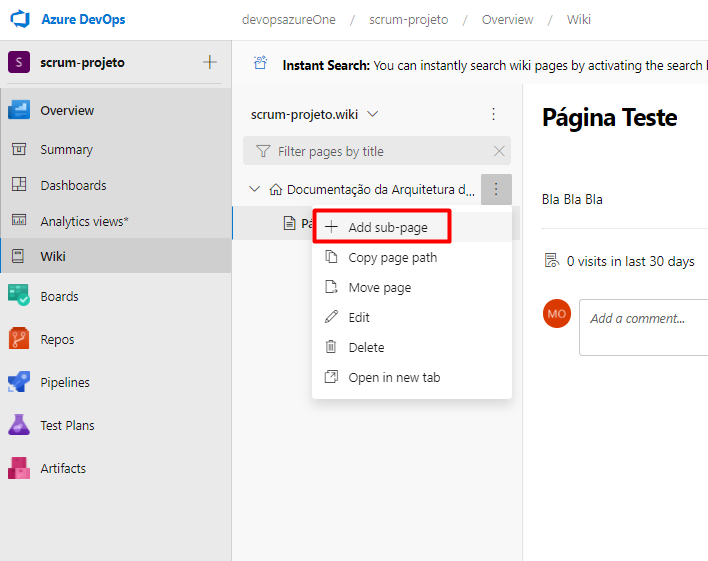 Azure DevOps
devopsazureOne / scrum-projeto / Overview / Wiki
S scrum-projeto
Overview
Summary
Dashboards
Analytics views*
Wiki
Boards
Repos
Pipelines
Test Plans
Artifacts
Instant Search: You can instantly search wiki pages by activating the search
scrum-projeto.wiki
Filter pages by title
Documentação da Arquitetura d...
Add sub-page
Copy page path
Move page
Edit
Delete
Open in new tab
Página Teste
Bla Bla Bla
0 visits in last 30 days
MO
Add a comment...